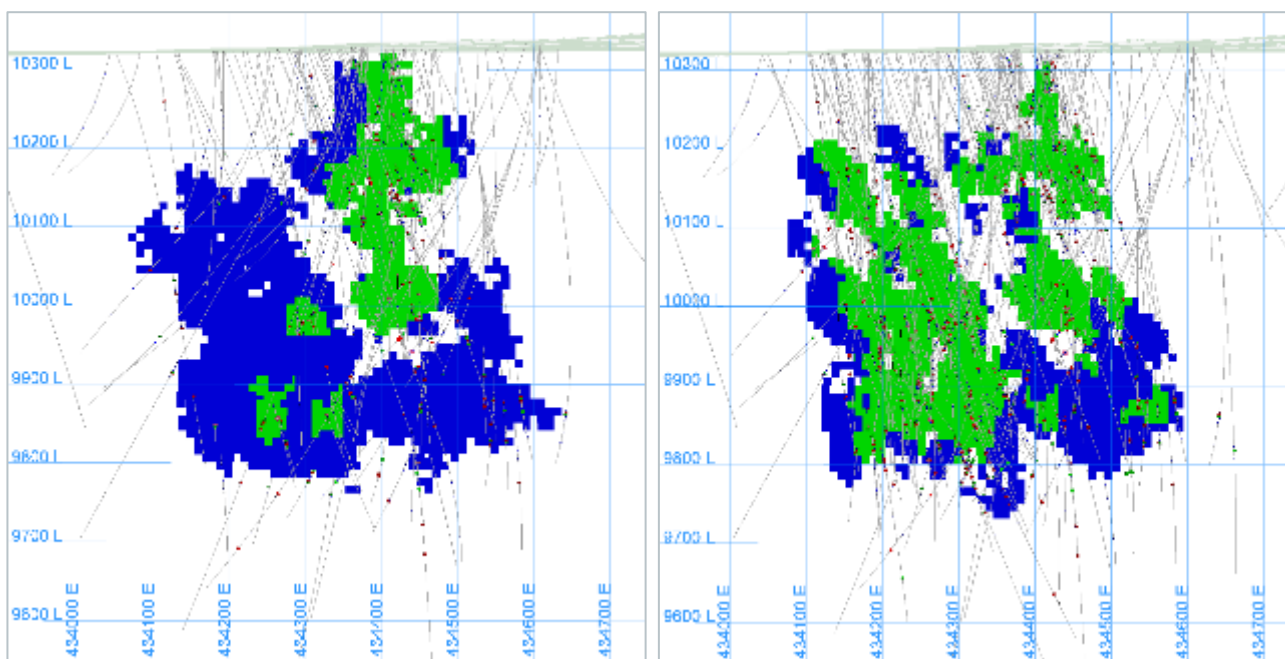 10300 L
10200 L
10100 L
10000 L
9900 L
9800 L
9700 L
9600 L
434000 E
434100 E
434200 E
434300 E
434400 E
434500 E
434600 E
434700 E
10300 L
10200 L
10100 L
10000 L
9900 L
9800 L
9700 L
9600 L
434000 E
434100 E
434200 E
434300 E
434400 E
434500 E
434600 E
434700 E